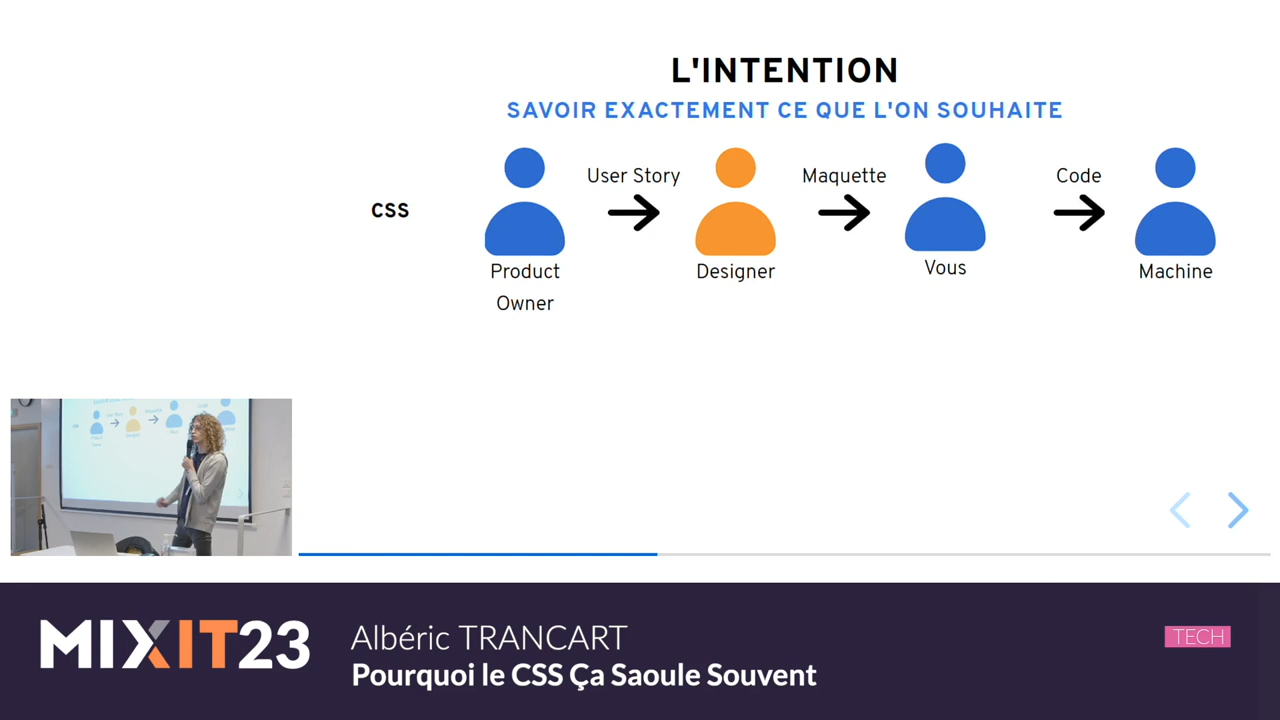 L'INTENTION
SAVOIR EXACTEMENT CE QUE L'ON SOUHAITE
User Story
Maquette
Code
CSS
Product
Owner
Designer
Vous
Machine
MIXIT23
Albéric TRANCART
Pourquoi le CSS Ça Saoule Souvent
TECH